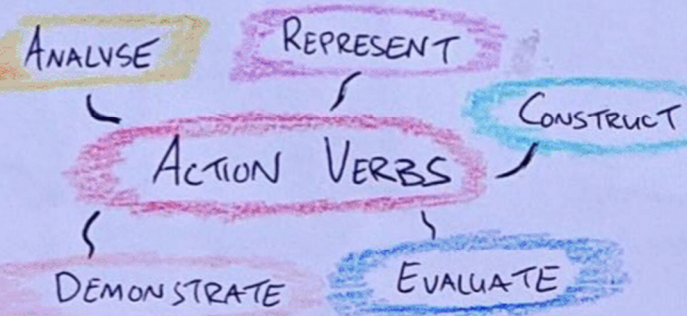 ANALYSE
REPRESENT
CONSTRUCT
ACTION VERBS
DEMONSTRATE
EVALUATE